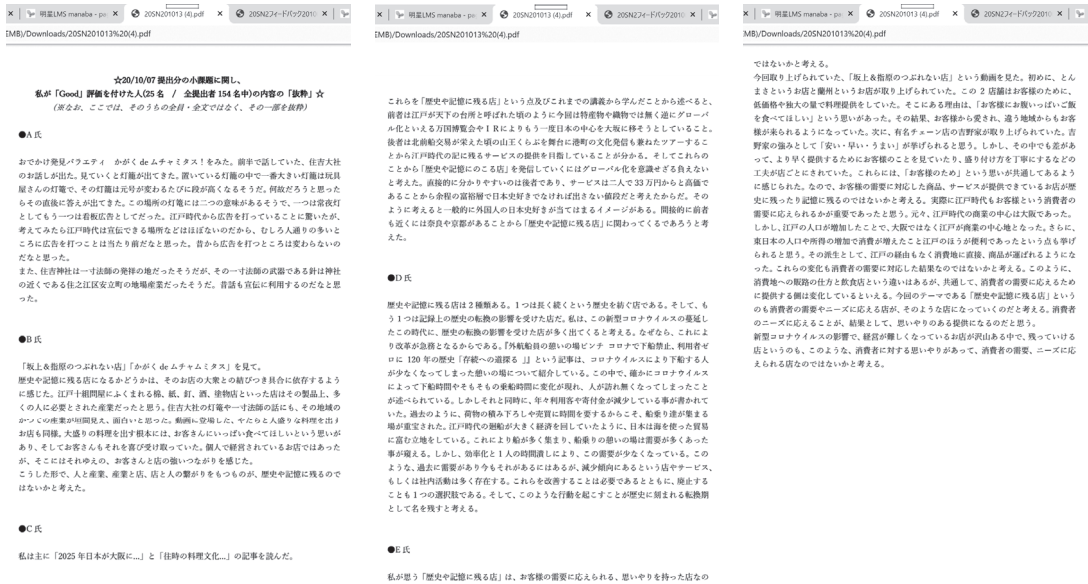 明星LMS manaba - pa
20SN201013 (4).pdf
20SN2フィードバック2010
EMB)/Downloads/20SN201013%20(4).pdf
☆20/10/07 提出分の小課題に関し、
私が「Good」評価を付けた人(25 名 / 全提出者 154 名中)の内容の「抜粋」☆
(※なお、ここでは、そのうちの全員・全文ではなく、その一部を抜粋)
●A 氏
おでかけ発見バラエティ かがく de ムチャミタス！をみた。前半で話していた、住吉大社
のお話しが出た。見ていくと灯籠が出てきた。置いている灯籠の中で一番大きい灯籠は玩具
屋さんの灯籠で、その灯籠は元号が変わるたびに段が高くなるそうだ。何故だろうと思った
らその直後に答えが出てきた。この場所の灯籠には二つの意味があるそうで、一つは常夜灯
としてもう一つは看板広告としてだった。江戸時代から広告を打っていることに驚いたが、
考えてみたら江戸時代は宣伝できる場所などはほぼないのだから、むしろ人通りの多いとこ
ろに広告を打つことは当たり前だなと思った。昔から広告を打つところは変わらないの
だなと思った。
また、住吉神社は一寸法師の発祥の地だったそうだが、その一寸法師の武器である針は神社
の近くである住之江区安立町の地場産業だったそうだ。昔話も宣伝に利用するのだなと思
った。
●B 氏
「坂上＆指原のつぶれない店」「かがく de ムチャミタス！」を見て。
歴史や記憶に残る店になるかどうかは、そのお店の大衆との結びつき具合に依存するよう
に感じた。江戸十組問屋にふくまれる綿、紙、釘、酒、塗物店といった店はその製品上、多
くの人に必要とされた産業だったと思う。住吉大社の灯篭や一寸法師の話にも、その地域の
かつての産業が垣間見え、面白いと思った。動画に登場した、やたらと大盛りな料理を出す
お店も同様。大盛りの料理を出す根本には、お客さんにいっぱい食べてほしいという思いが
あり、そしてお客さんもそれを喜び受け取っていた。個人で経営されているお店ではあった
が、そこにはそれゆえの、お客さんと店の強いつながりを感じた。
こうした形で、人と産業、産業と店、店と人の繋がりをもつものが、歴史や記憶に残るので
はないかと考えた。
●C 氏
私は主に「2025 年日本が大阪に...」と「往時の料理文化...」の記事を読んだ。
明星LMS manaba - pa
20SN201013 (4).pdf
20SN2フィードバック2010
EMB)/Downloads/20SN201013%20(4).pdf
これらを「歴史や記憶に残る店」という点及びこれまでの講義から学んだことから述べると、
前者は江戸が天下の台所と呼ばれた頃のように今回は特産物や織物では無く逆にグローバ
ル化といえる万国博覧会や I R によりもう一度日本の中心を大坂に移そうとしていること。
後者は北前船交易が栄えた頃の山王くらぶを舞台に港町の文化発信も兼ねたツアーするこ
とから江戸時代の記に残るサービスの提供を目指していることが分かる、そしてこれらの
ことから「歴史や記憶にのこる店」を発信していくにはグローバル化を意識せざる負えない
と考えた。直接的に分かりやすいのは後者であり、サービスは二人で 33 万円からと高価で
あることから余程の富裕層で日本史好きでなければ出さない値段だと考えたからだ。その
ように考えると一般的に外国人の日本史好きが当てはまるイメージがある。間接的に前者
も近くには奈良や京都があることから「歴史や記憶に残る店」に関わってくるであろうと考
えた。
●D 氏
歴史や記憶に残る店は 2 種類ある。1 つは長く続くという歴史を紡ぐ店である。そして、も
う 1 つは記録上の歴史の転換の影響を受けた店だ。私は、この新型コロナウイルスの蔓延し
たこの時代に、歴史の転換の影響を受けた店が多く出てくると考える。なぜなら、これによ
り改革が急務となるからである。『外航船員の憩いの場ピンチ コロナで下船禁止、利用者ゼ
ロに 120 年の歴史「存続への道探る 」』という記事は、コロナウイルスにより下船する人
が少なくなってしまった憩いの場について紹介している。この中で、確かにコロナウイルス
によって下船時間やそもそもの乗船時間に変化が現れ、人が訪れ無くなってしまったこと
が述べられている。しかしそれと同時に、年々利用客や寄付金が減少している事が書かれて
いた。過去のように、荷物の積み下ろしや売買に時間を要するからこそ、船乗り達が集まる
場が重宝された。江戸時代の廻船が大きく経済を回していたように、日本は海を使った貿易
に富む立地をしている。これにより船が多く集まり、船乗りの憩いの場は需要が多くあった
事が窺える。しかし、効率化と 1 人の時間潰しにより、この需要が少なくなっている。この
ような、過去に需要があり今もそれがあるにはあるが、減少傾向にあるという店やサービス、
もしくは社内活動は多く存在する。これらを改善することは必要であるとともに、廃止する
ことも 1 つの選択肢である。そして、このような行動を起こすことが歴史に刻まれる転換期
として名を残すと考える。
●E 氏
私が思う「歴史や記憶に残る店」は、お客様の需要に応えられる、思いやりを持った店なの
明星LMS manaba - pa
20SN201013 (4).pdf
20SN2フィードバック2010
EMB)/Downloads/20SN201013%20(4).pdf
ではないかと考える。
今回取り上げられていた、「坂上＆指原のつぶれない店」という動画を見た。初めに、とん
まさというお店と蘭州というお店が取り上げられていた。この 2 店舗はお客様のために、
低価格や独大の量で料理提供をしていた。そこにある理由は、「お客様にお腹いっぱいご飯
を食べてほしい」という思いがあった。その結果、お客様から愛され、違う地域からもお客
様が来られるようになっていた。次に、有名チェーン店の吉野家が取り上げられていた。吉
野家の強みとして「安い・早い・うまい」が挙げられると思う。しかし、その中でも差があ
って、より早く提供するためにお客様のことを見ていたり、盛り付け方を丁寧にするなどの
工夫が店ごとにされていた。これらには、「お客様のため」という思いが共通してあるよう
に感じられた。なので、お客様の需要に対応した商品、サービスが提供できているお店が歴
史に残ったり記憶に残るのではないかと考える。実際に江戸時代もお客様という消費者の
需要に応えられるかが重要であったと思う。元々、江戸時代の商業の中心は大阪であった。
しかし、江戸の人口が増加したことで、大阪ではなく江戸が商業の中心地となった。さらに、
東日本の人口や所得の増加で消費が増えたこと江戸のほうが便利であったという点も挙げ
られると思う。その派生として、江戸の経由もなく消費地に直接、商品が運ばれるようにな
った。これらの変化も消費者の需要に対応した結果なのではないかと考える。このように、
消費地への販路の仕方と飲食店という違いはあるが、共通して、消費者の需要に応えるため
に提供する側は変化しているといえる。今回のテーマである「歴史や記憶に残る店」という
のも消費者の需要やニーズに応える店が、そのような店になっていくのだと考える。消費者
のニーズに応えることが、結果として、思いやりのある提供になるのだと思う。
新型コロナウイルスの影響で、経営が難しくなっているお店が沢山ある中で、残っていける
店というのも、このような、消費者に対する思いやりがあって、消費者の需要、ニーズに応
えられる店なのではないかと考える。